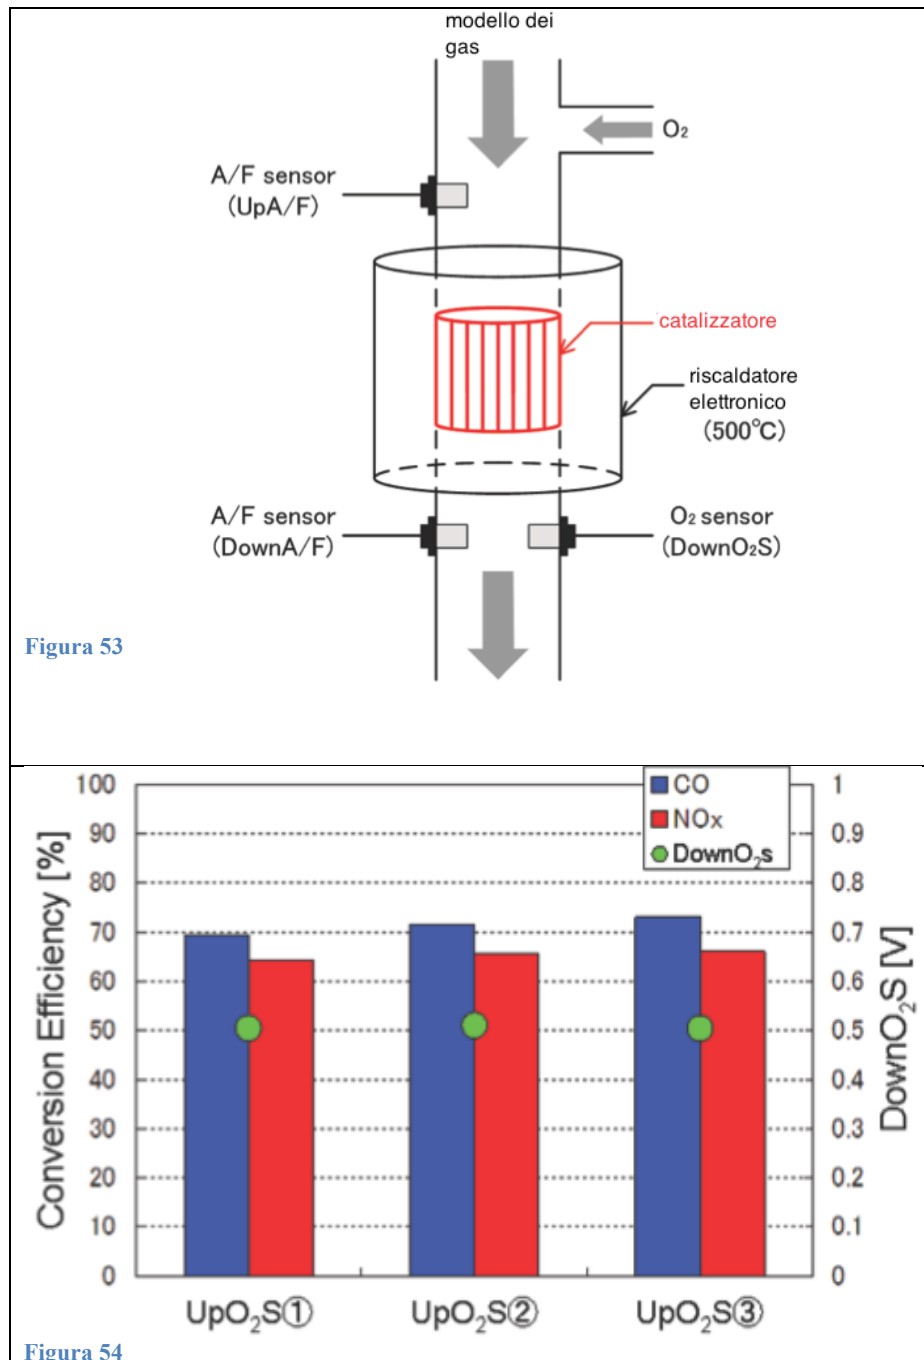 modello dei
gas
O₂
A/F sensor
(UpA/F)
catalizzatore
riscaldatore
elettronico
(500℃)
A/F sensor
(DownA/F)
O₂ sensor
(DownO₂S)
Figura 53
100
90
80
70
60
50
40
30
20
10
0
Conversion Efficiency [%]
CO
NOx
DownO₂s
1
0.9
0.8
0.7
0.6
0.5
0.4
0.3
0.2
0.1
0
DownO₂S [V]
UpO₂S①
UpO₂S②
UpO₂S③
Figura 54